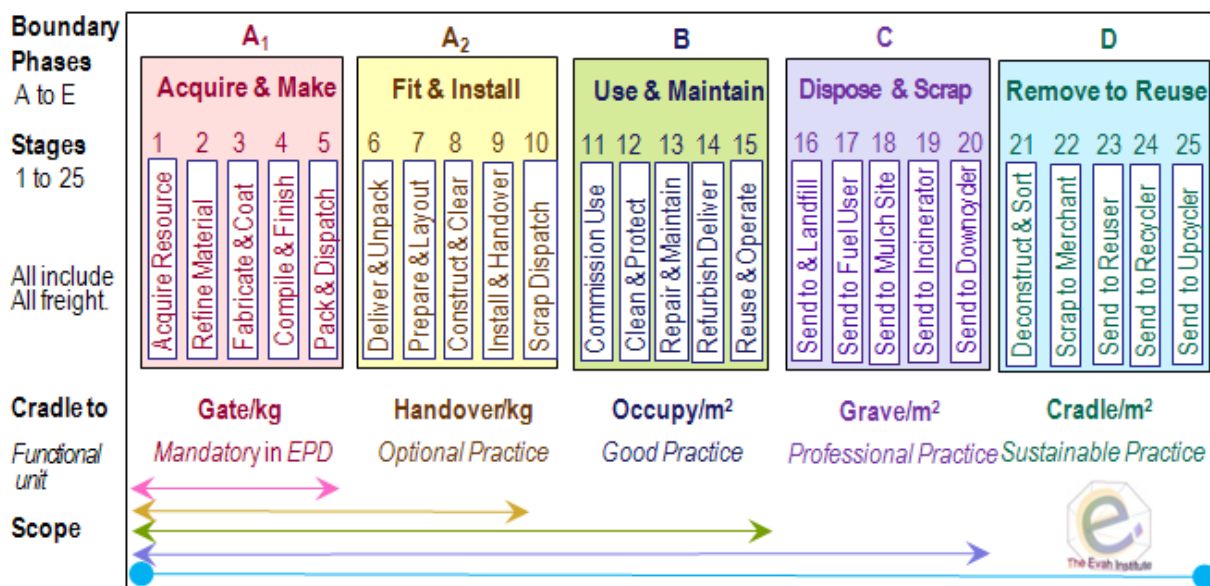 Boundary
Phases
A to E
A₁
A₂
B
C
D
Acquire & Make
Fit & Install
Use & Maintain
Dispose & Scrap
Remove to Reuse
Stages
1 to 25
1 2 3 4 5
6 7 8 9 10
11 12 13 14 15
16 17 18 19 20
21 22 23 24 25
All include
All freight.
Acquire Resource
Refine Material
Fabricate & Coat
Compile & Finish
Pack & Dispatch
Deliver & Unpack
Prepare & Layout
Construct & Clear
Install & Handover
Scrap Dispatch
Commission Use
Clean & Protect
Repair & Maintain
Refurbish Deliver
Reuse & Operate
Send to & Landfill
Send to Fuel User
Send to Mulch Site
Send to Incinerator
Send to Downcycler
Deconstruct & Sort
Scrap to Merchant
Send to Reuser
Send to Recycler
Send to Upcycler
Cradle to
Gate/kg
Handover/kg
Occupy/m²
Grave/m²
Cradle/m²
Functional
unit
Mandatory in EPD
Optional Practice
Good Practice
Professional Practice
Sustainable Practice
Scope
e.
The Evah Institute